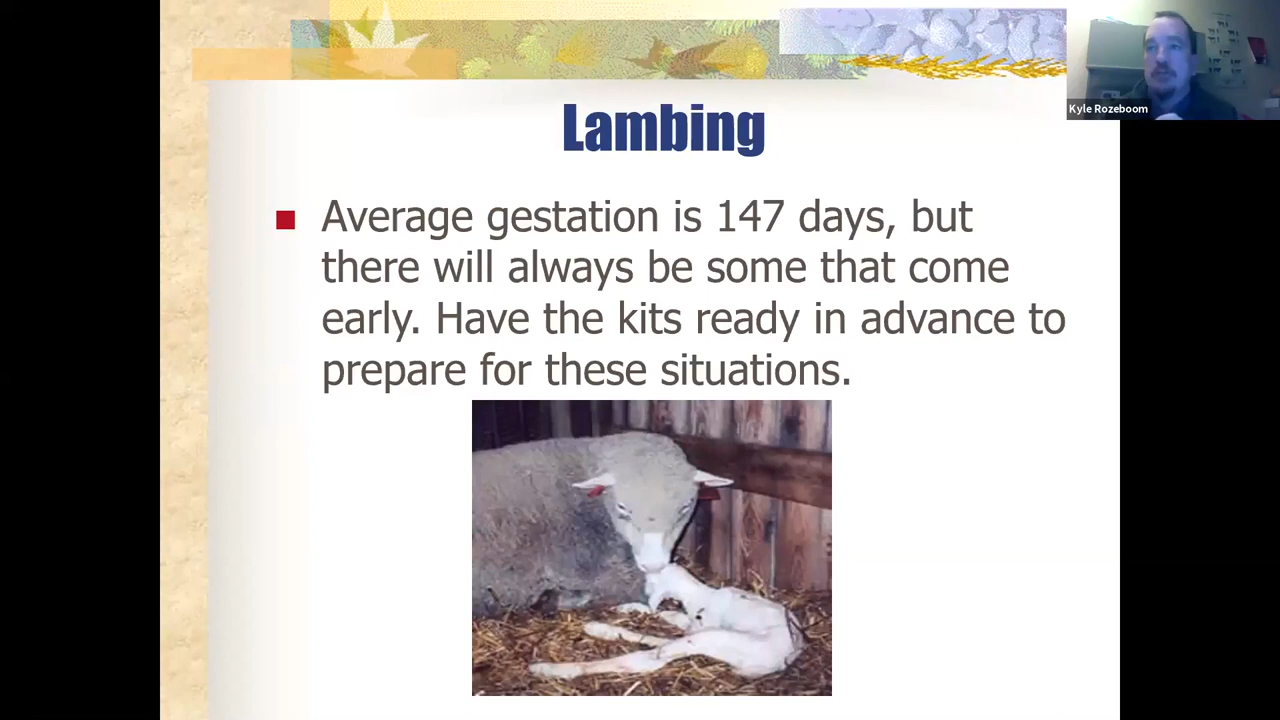 Lambing
Kyle Rozeboom
Average gestation is 147 days, but
there will always be some that come
early. Have the kits ready in advance to
prepare for these situations.